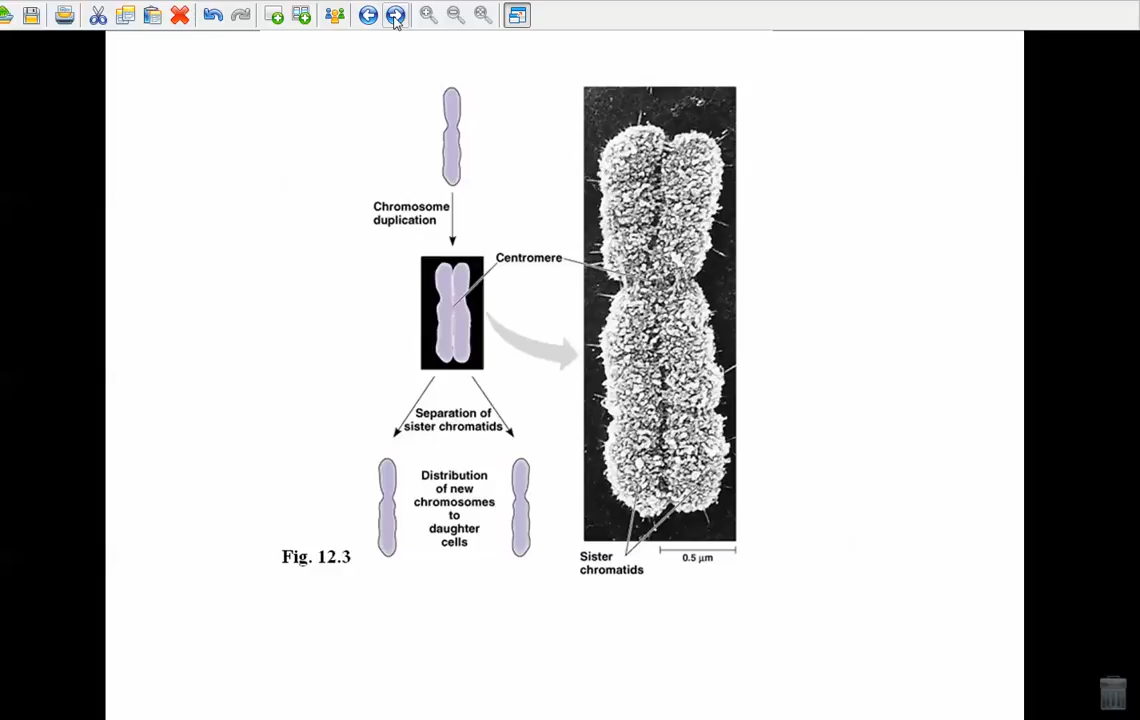 Chromosome
duplication
Centromere
Separation of
sister chromatids
Distribution
of new
chromosomes
to
daughter
cells
Fig. 12.3
Sister
chromatids
0.5 μm